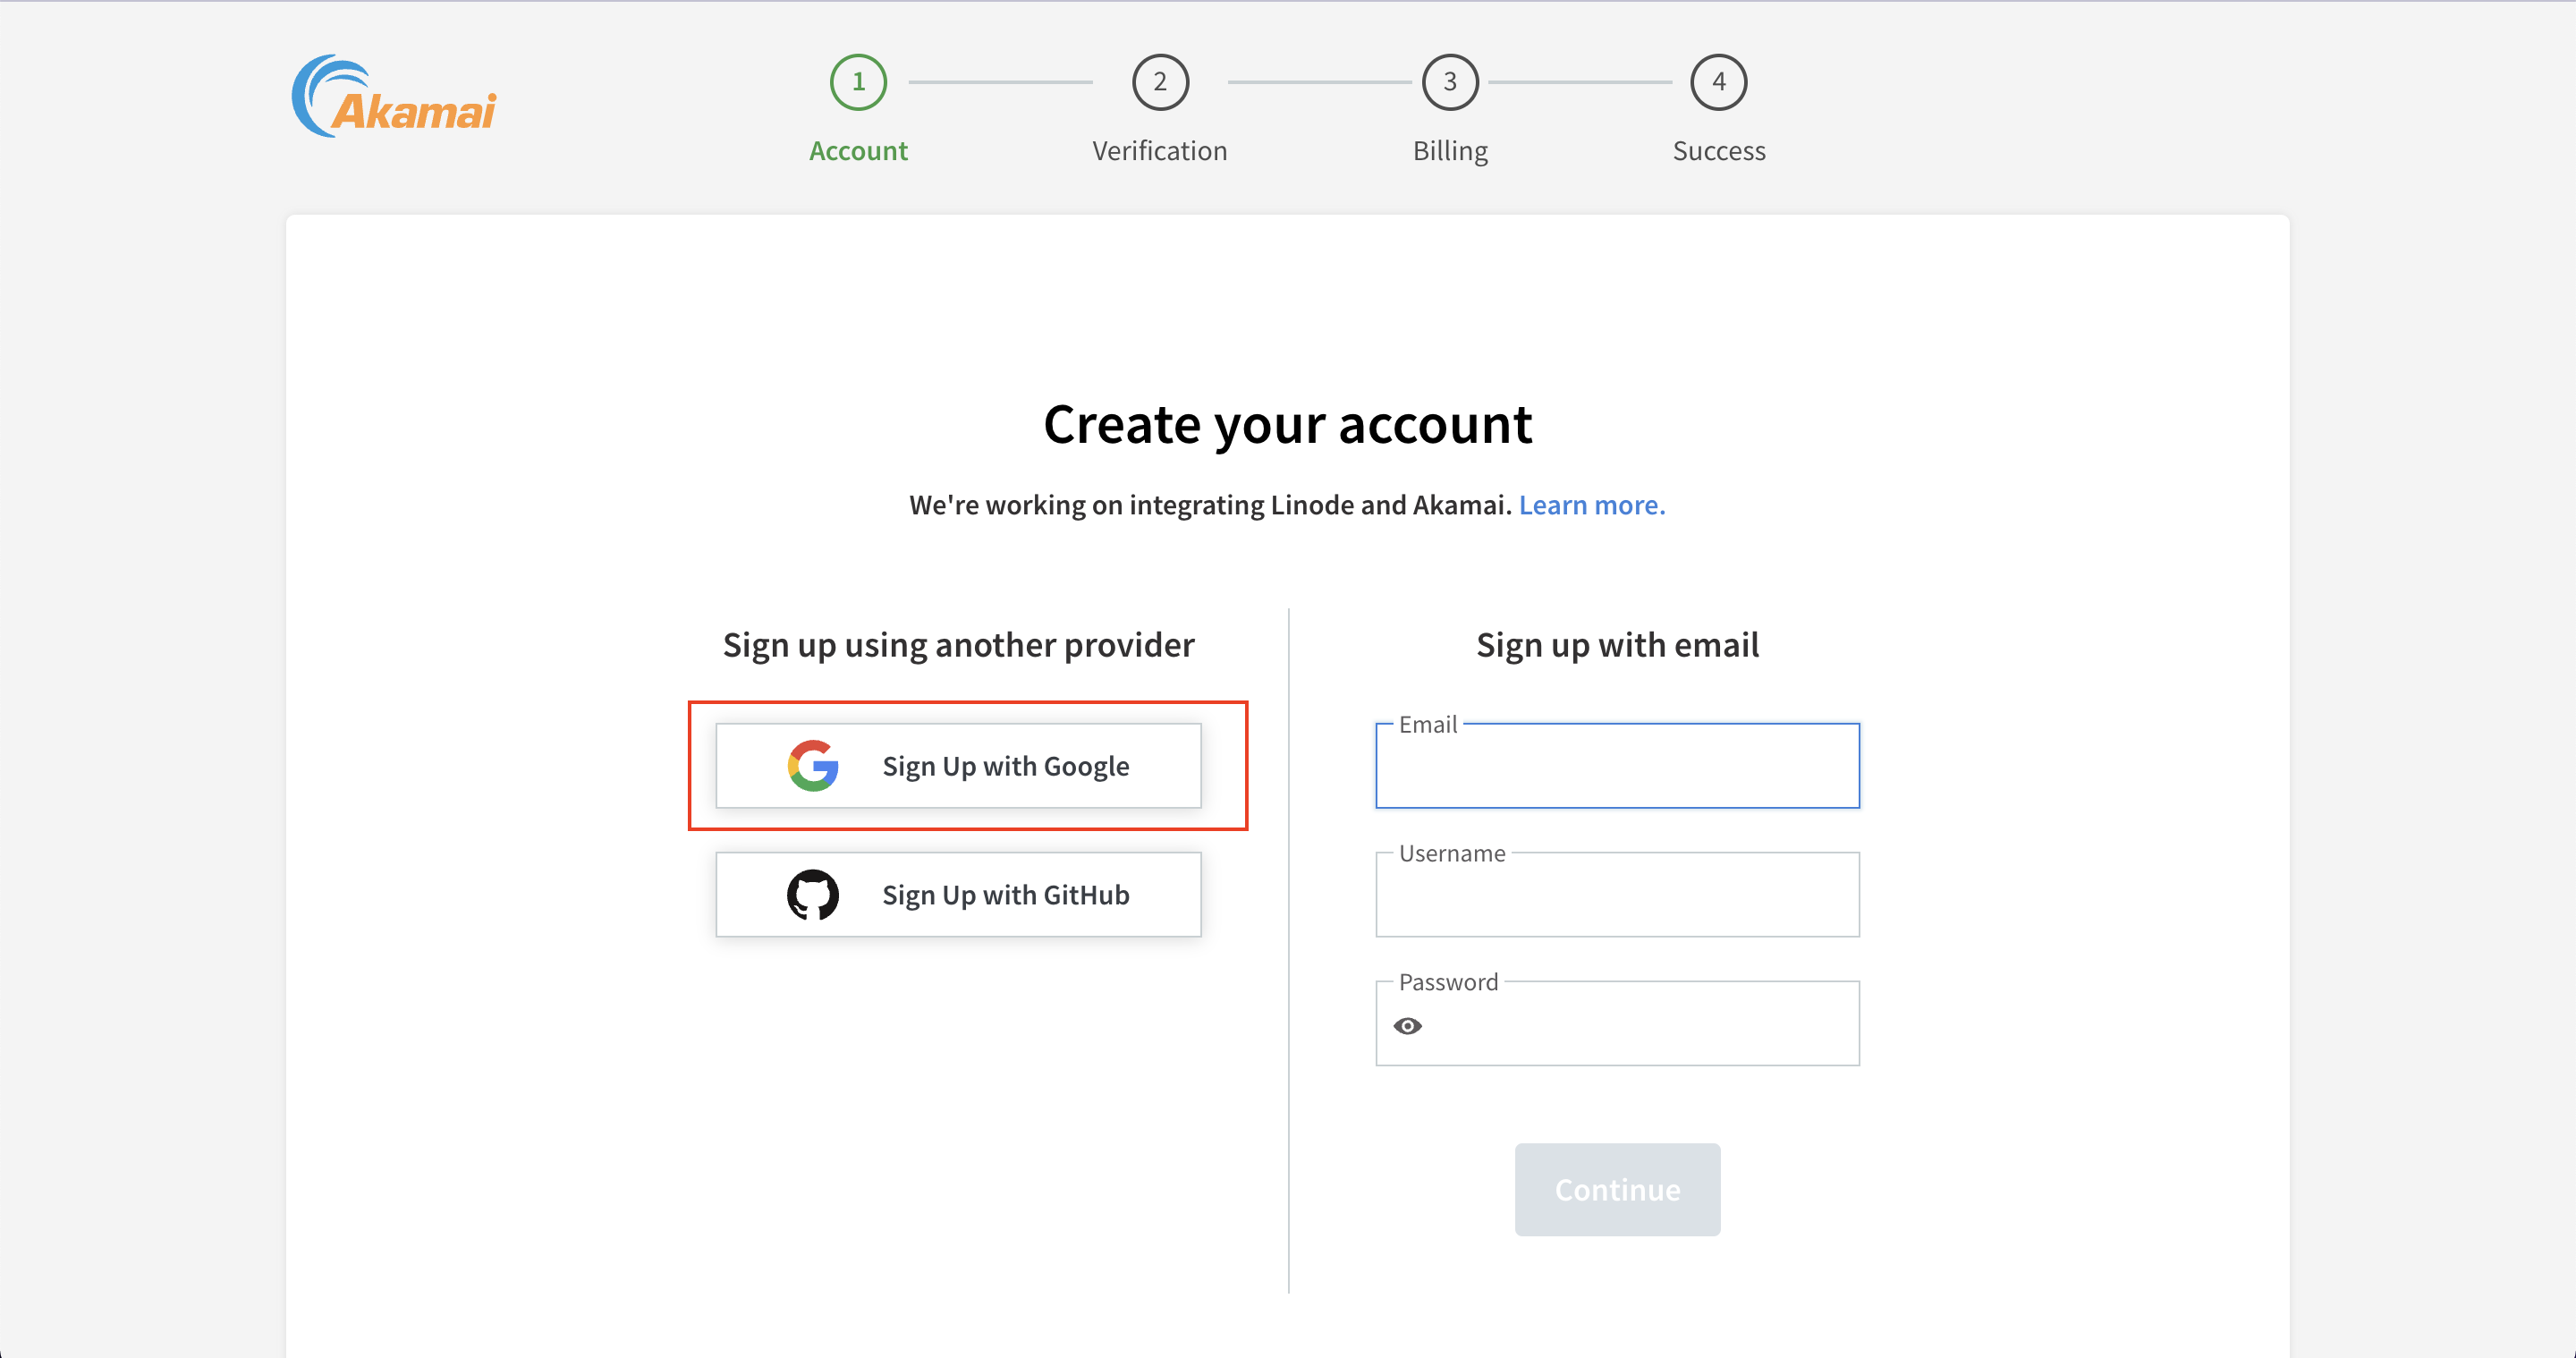 Akamai
1
2
3
4
Account
Verification
Billing
Success
Create your account
We're working on integrating Linode and Akamai. Learn more.
Sign up using another provider
Sign Up with Google
Sign Up with GitHub
Sign up with email
Email
Username
Password
Continue